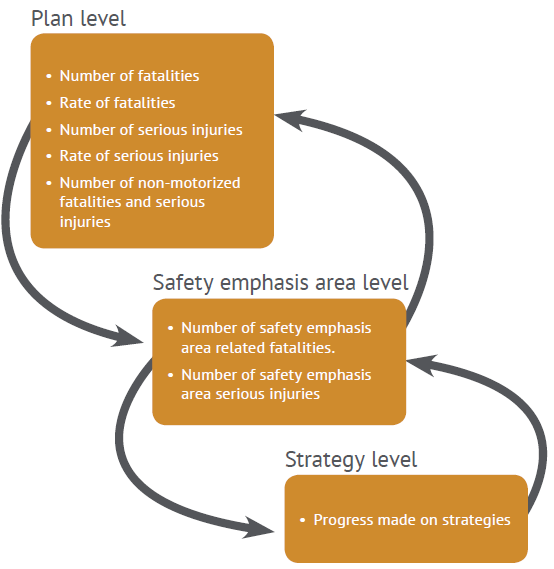 Plan level
• Number of fatalities
• Rate of fatalities
• Number of serious injuries
• Rate of serious injuries
• Number of non-motorized
fatalities and serious
injuries
Safety emphasis area level
• Number of safety emphasis
area related fatalities.
• Number of safety emphasis
area serious injuries
Strategy level
• Progress made on strategies